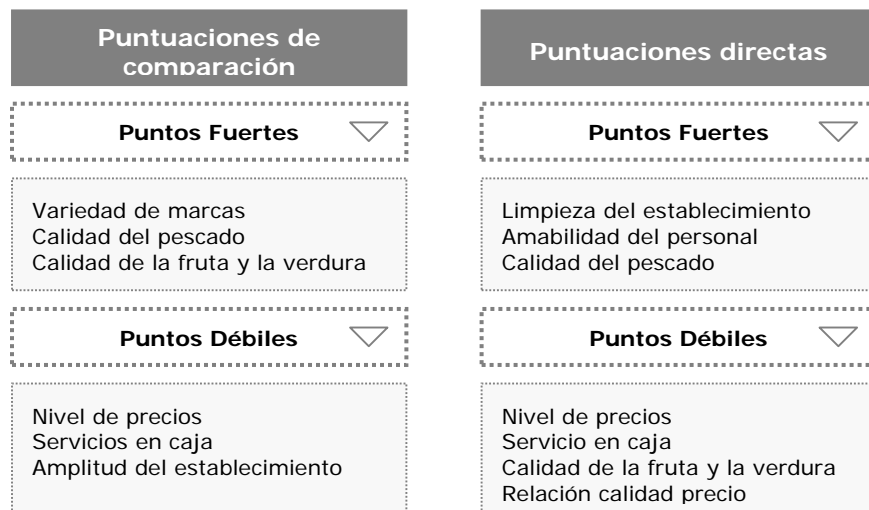 Puntuaciones de
comparación
Puntos Fuertes
Variedad de marcas
Calidad del pescado
Calidad de la fruta y la verdura
Puntos Débiles
Nivel de precios
Servicios en caja
Amplitud del establecimiento
Puntuaciones directas
Puntos Fuertes
Limpieza del establecimiento
Amabilidad del personal
Calidad del pescado
Puntos Débiles
Nivel de precios
Servicio en caja
Calidad de la fruta y la verdura
Relación calidad precio